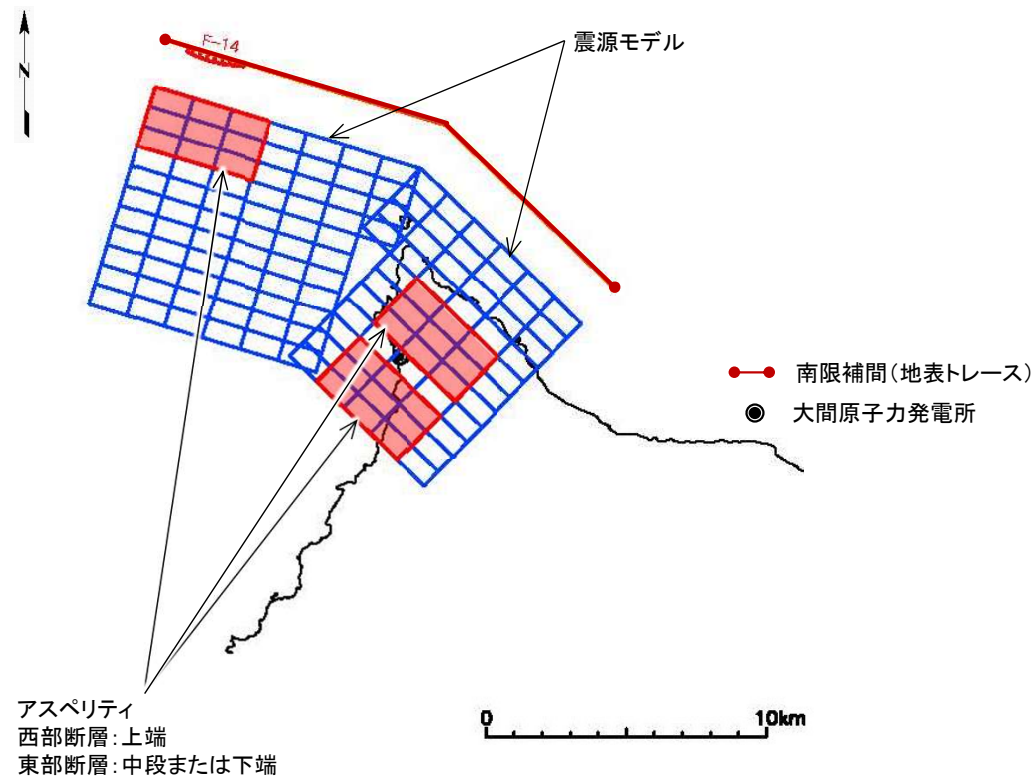 N
F-14
震源モデル
南限補間（地表トレース）
大間原子力発電所
アスペリティ
西部断層：上端
東部断層：中段または下端
0 10km